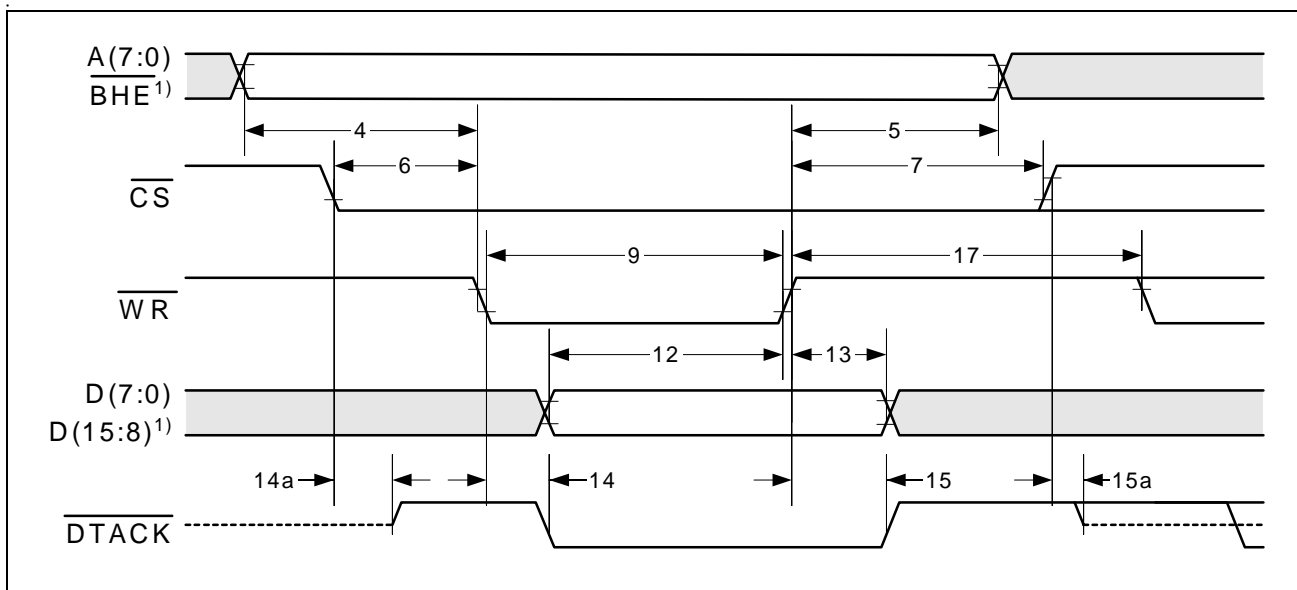 A(7:0)
BHE1)
4
5
6
7
CS
9
17
WR
12
13
D(7:0)
D(15:8)1)
14a
14
15
15a
DTACK